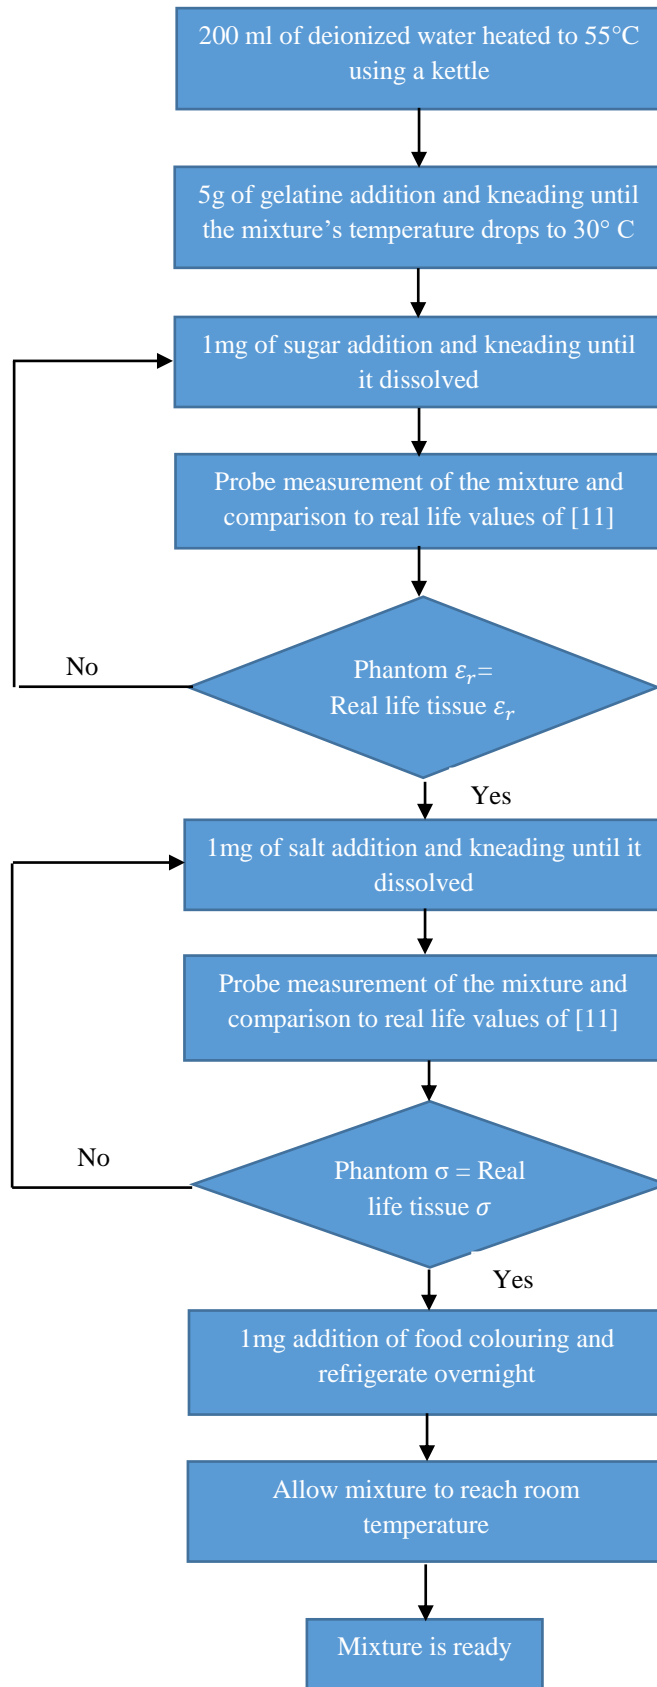 200 ml of deionized water heated to 55°C
using a kettle
5g of gelatine addition and kneading until
the mixture's temperature drops to 30° C
1mg of sugar addition and kneading until
it dissolved
Probe measurement of the mixture and
comparison to real life values of [11]
Phantom 𝜀𝑟=
Real life tissue 𝜀𝑟
No
Yes
1mg of salt addition and kneading until it
dissolved
Probe measurement of the mixture and
comparison to real life values of [11]
Phantom σ = Real
life tissue 𝜎
No
Yes
1mg addition of food colouring and
refrigerate overnight
Allow mixture to reach room
temperature
Mixture is ready